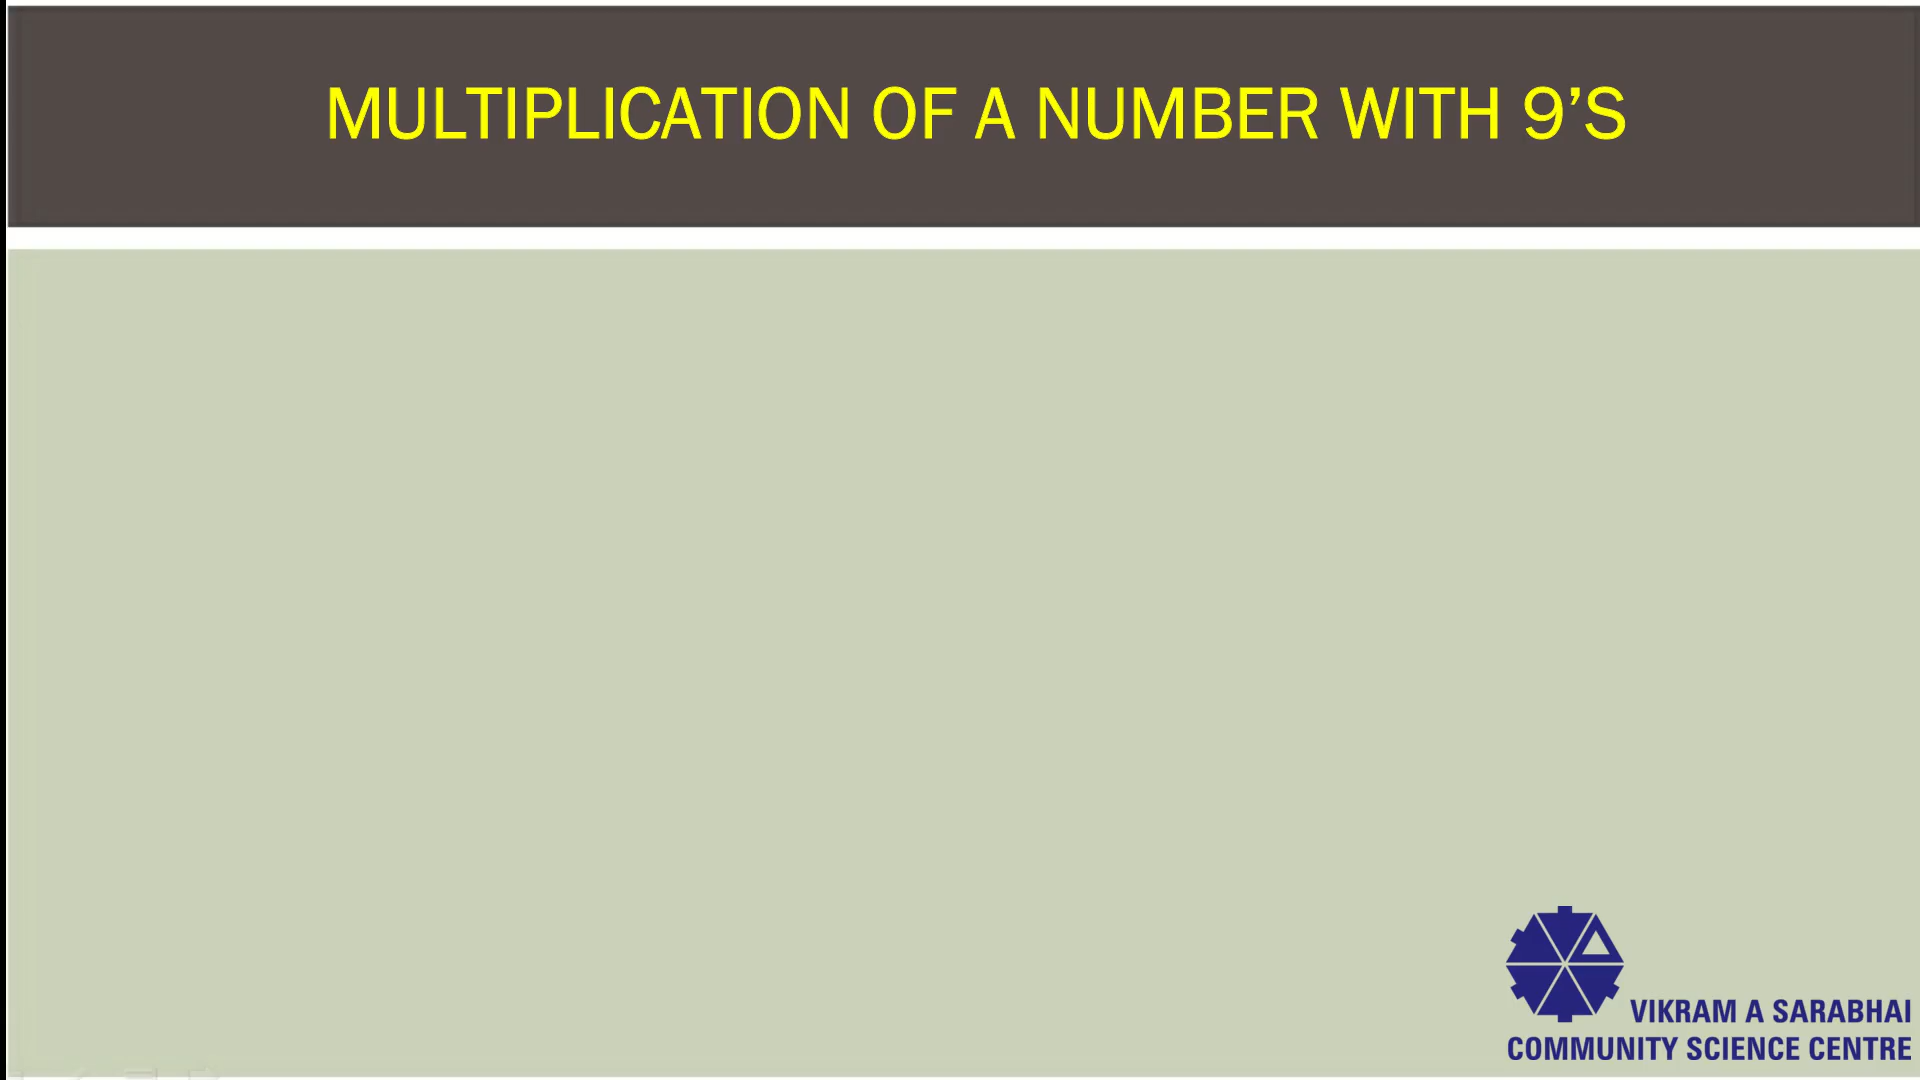 MULTIPLICATION OF A NUMBER WITH 9’S
VIKRAM A SARABHAI
COMMUNITY SCIENCE CENTRE